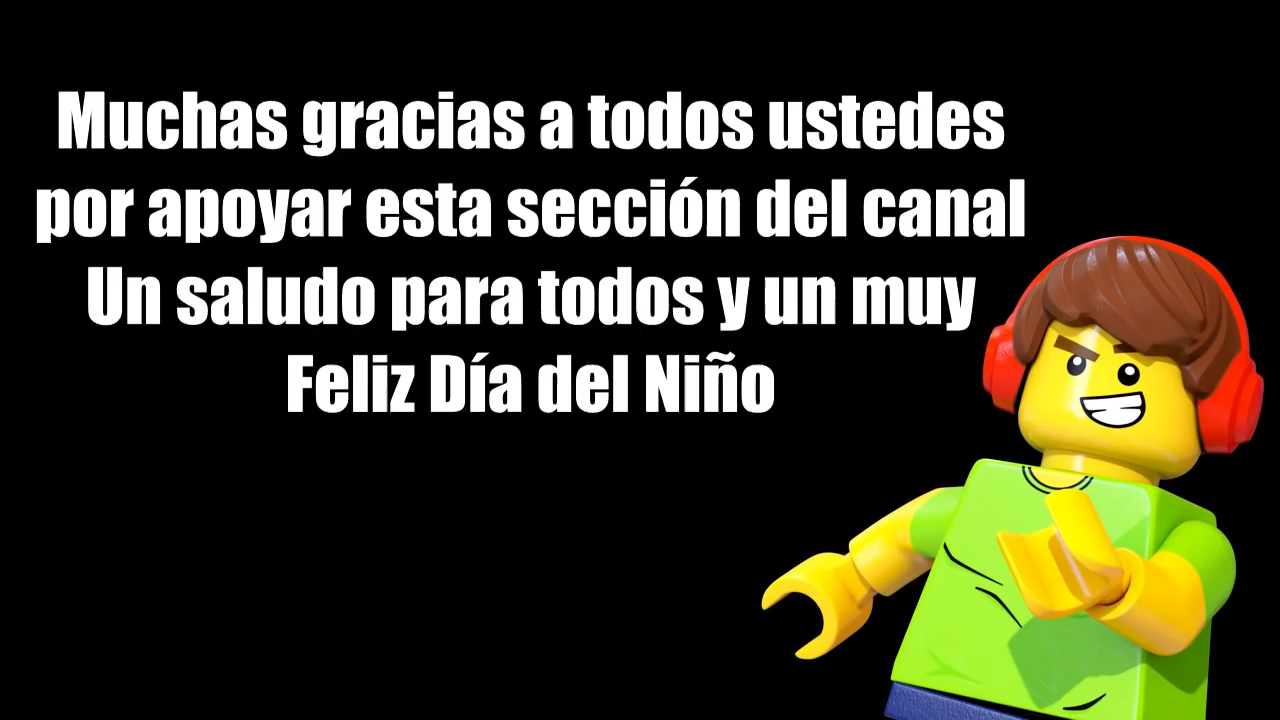 Muchas gracias a todos ustedes
por apoyar esta sección del canal
Un saludo para todos y un muy
Feliz Día del Niño